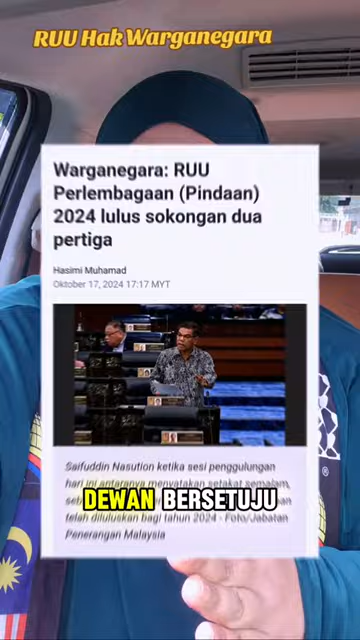 RUU Hak Warganegara
Warganegara: RUU
Perlembagaan (Pindaan)
2024 lulus sokongan dua
pertiga
Hasimi Muhamad
Oktober 17, 2024 17:17 MYT
Saifuddin Nasution ketika sesi penggulungan
hari ini antaranya menyatakan setakat semalam,
DEWAN BERSETUJU
telah diluluskan bagi tahun 2024 - Foto/Jabatan
Penerangan Malaysia